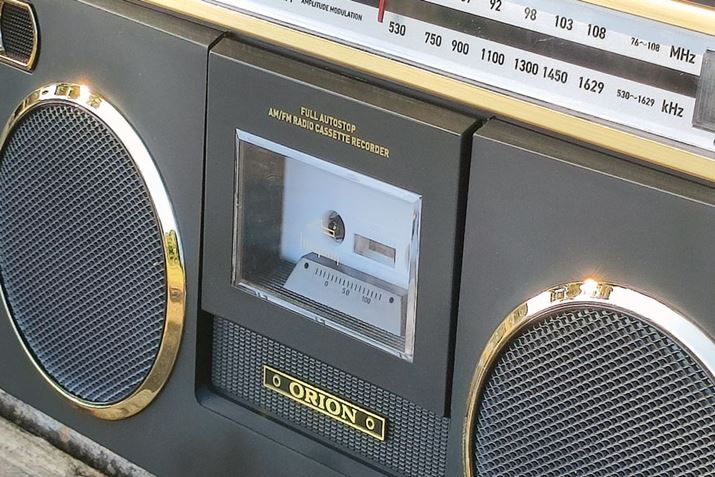 92 98 103 108 76~108 MHz
AMPLITUDE MODULATION
530 750 900 1100 1300 1450 1629 530~1629 kHz
FULL AUTOSTOP
AM/FM RADIO CASSETTE RECORDER
0 50 100
ORION